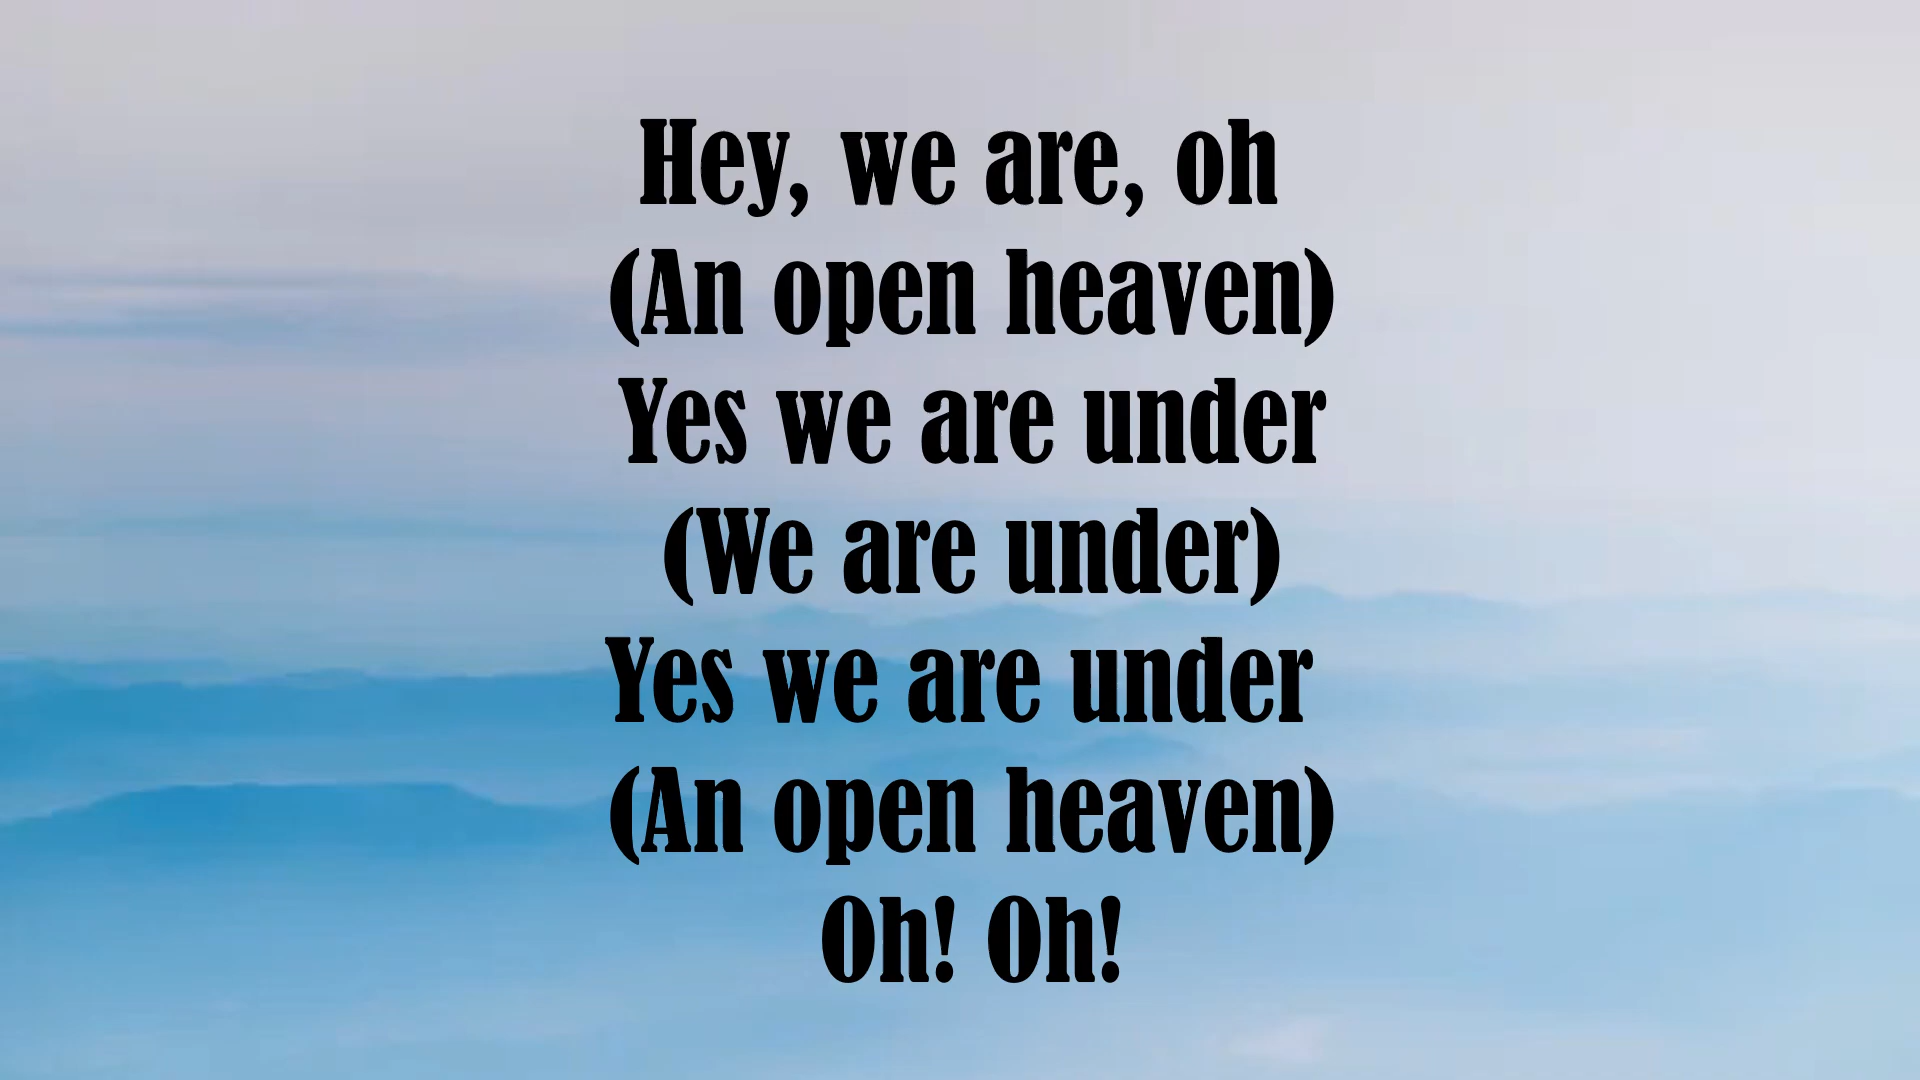 Hey, we are, oh
(An open heaven)
Yes we are under
(We are under)
Yes we are under
(An open heaven)
Oh! Oh!